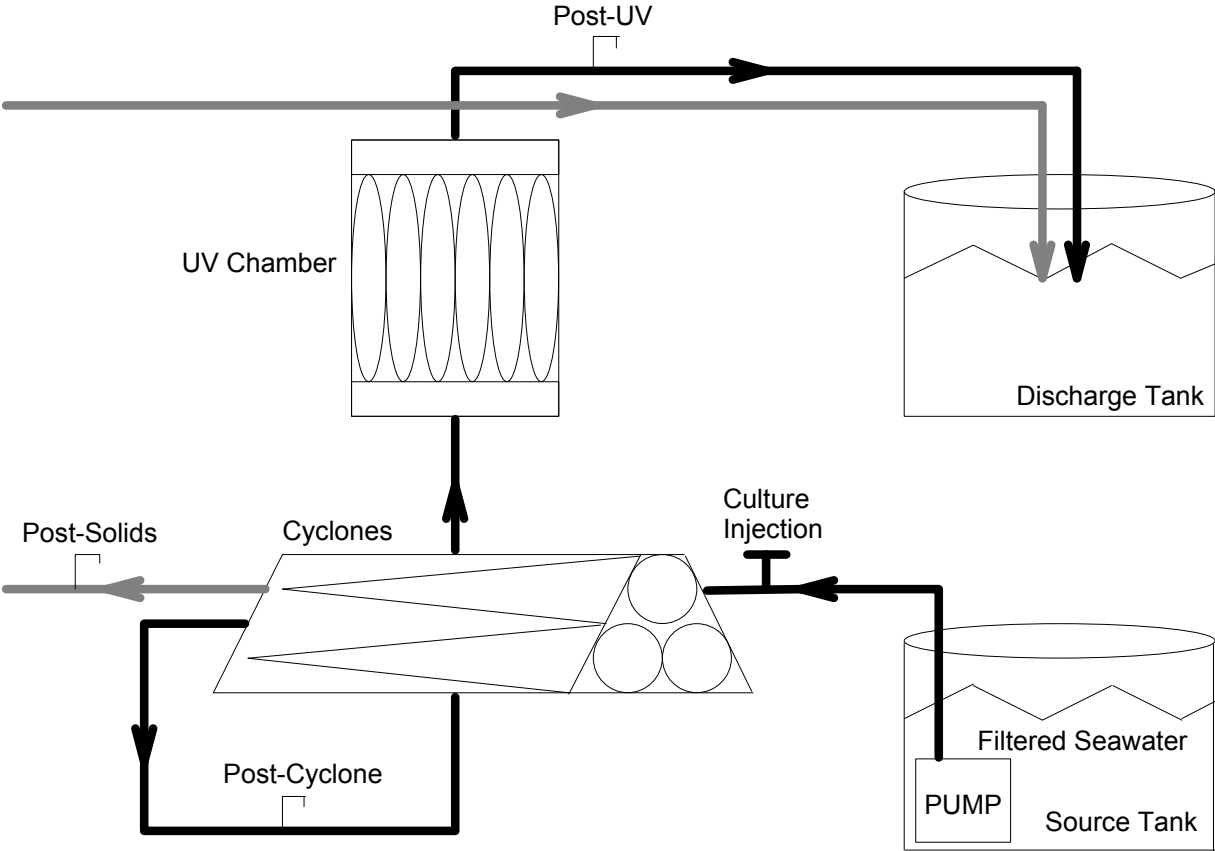 Post-UV
UV Chamber
Discharge Tank
Culture
Injection
Post-Solids
Cyclones
Filtered Seawater
Post-Cyclone
PUMP
Source Tank